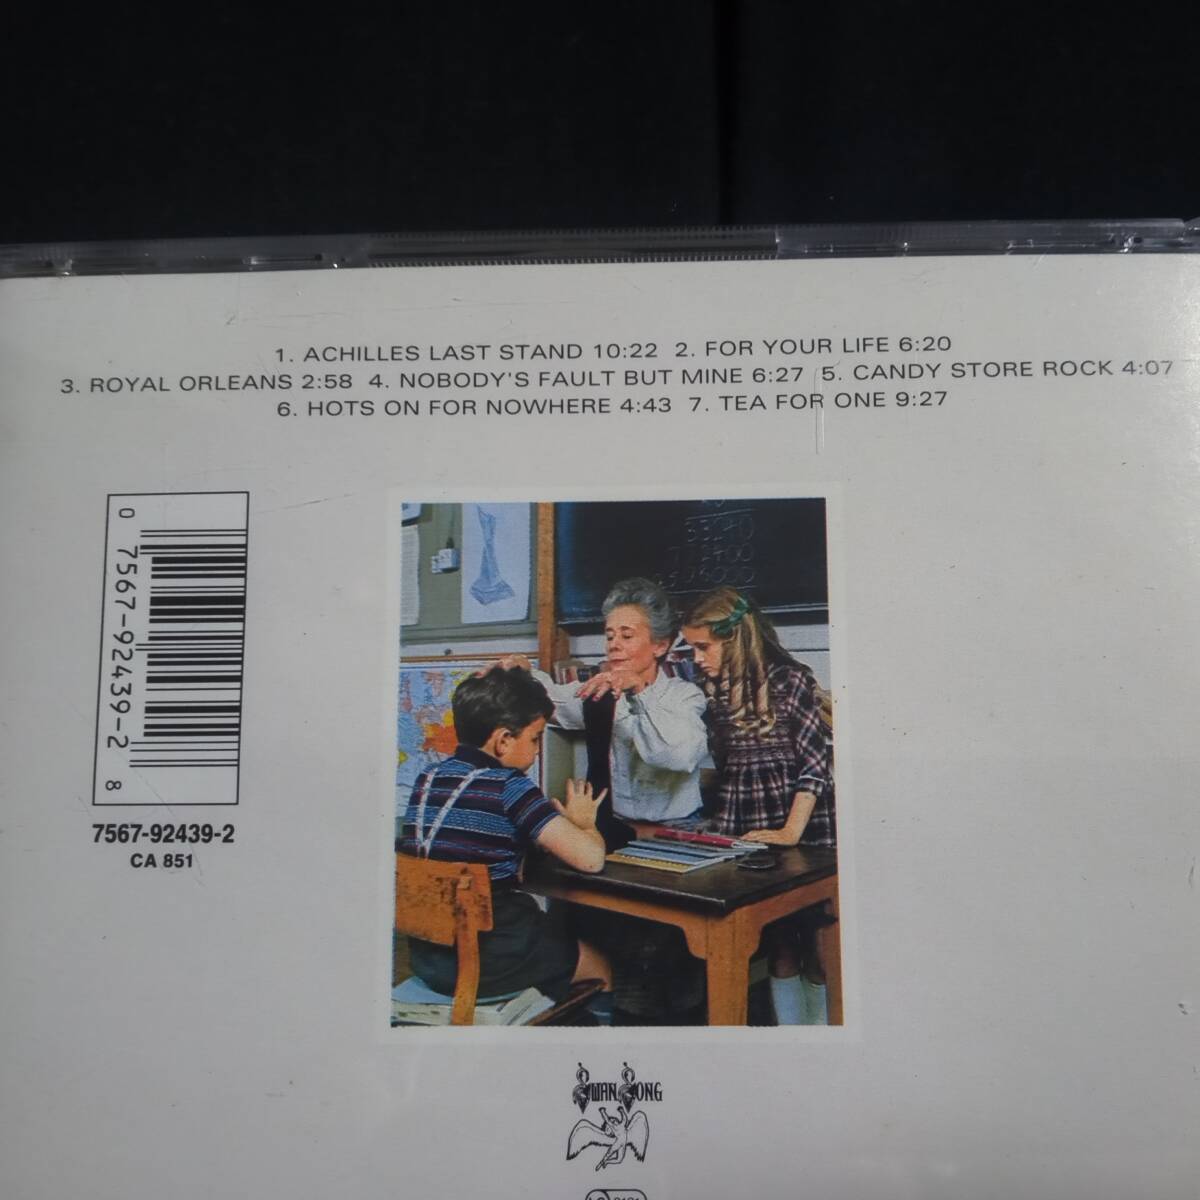 1. ACHILLES LAST STAND 10:22 2. FOR YOUR LIFE 6:20
3. ROYAL ORLEANS 2:58 4. NOBODY'S FAULT BUT MINE 6:27 5. CANDY STORE ROCK 4:07
6. HOTS ON FOR NOWHERE 4:43 7. TEA FOR ONE 9:27
0 7567-92439-2 8
7567-92439-2
CA 851
SWAN SONG